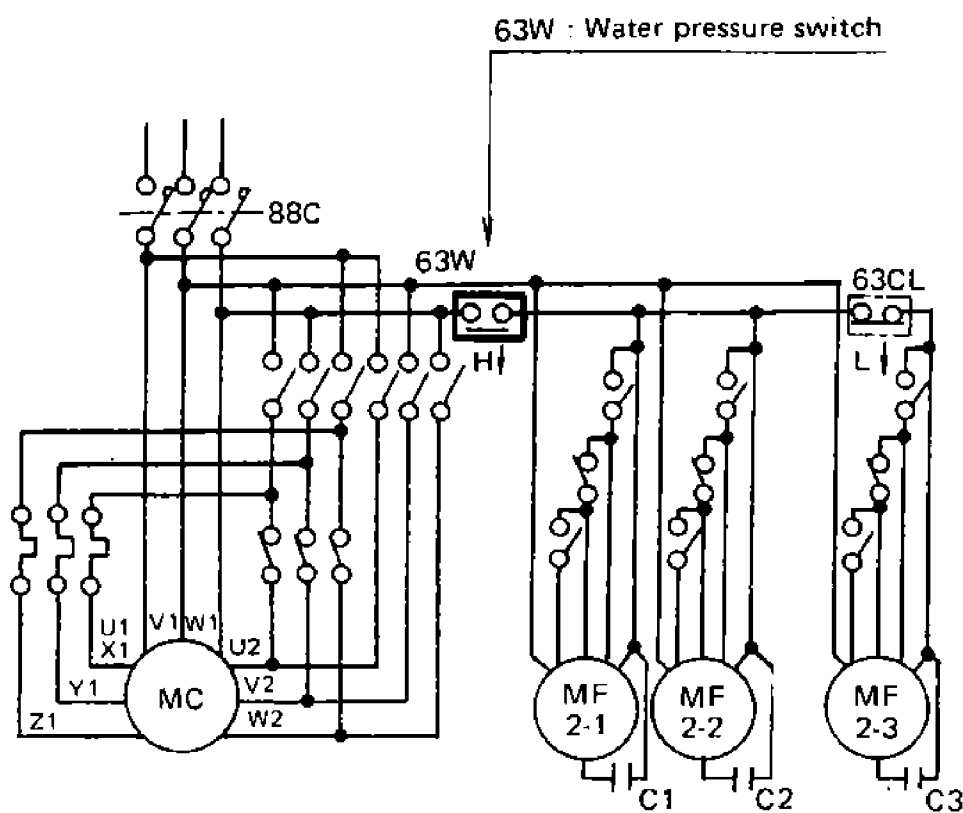 63W : Water pressure switch
88C
63W
63CL
H
L
U1
V1
W1
X1
U2
Y1
MC
V2
Z1
W2
MF
2-1
MF
2-2
MF
2-3
C1
C2
C3